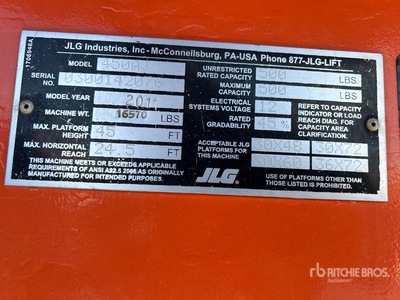 JLG Industries, Inc - McConnellsburg, PA-USA Phone 877-JLG-LIFT
MODEL 450A
SERIAL NO.
MODEL YEAR
MACHINE WT. 16570 LBS
MAX. PLATFORM HEIGHT 45 FT
MAX. HORIZONTAL REACH 24.5 FT
THIS MACHINE MEETS OR EXCEEDS APPLICABLE
REQUIREMENTS OF ANSI A92.5 2006 AS ORIGINALLY
MANUFACTURED FOR INTENDED PURPOSES.
UNRESTRICTED RATED CAPACITY 500 LBS
MAXIMUM CAPACITY 500 LBS
ELECTRICAL SYSTEMS VOLTAGE 12
RATED GRADABILITY 45 %
REFER TO CAPACITY
INDICATOR OR LOAD
REACH DIAG. FOR
CAPACITY AREA
CLARIFICATION.
ACCEPTABLE JLG
PLATFORMS FOR
THIS MACHINE
30X72
JLG
USE OF PLATFORMS OTHER THAN
THOSE LISTED IS PROHIBITED.
1706948A
rb RITCHIE BROS.